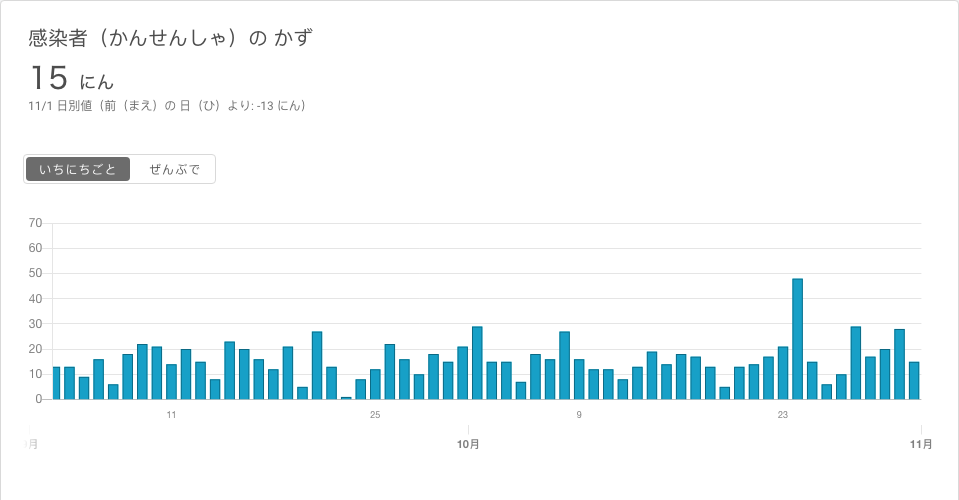 感染者（かんせんしゃ）の かず
15 にん
11/1 日別値（前（まえ）の 日（ひ）より: -13 にん）
いちにちごと ぜんぶで
70
60
50
40
30
20
10
0
11 25 9 23
月 10月 11月